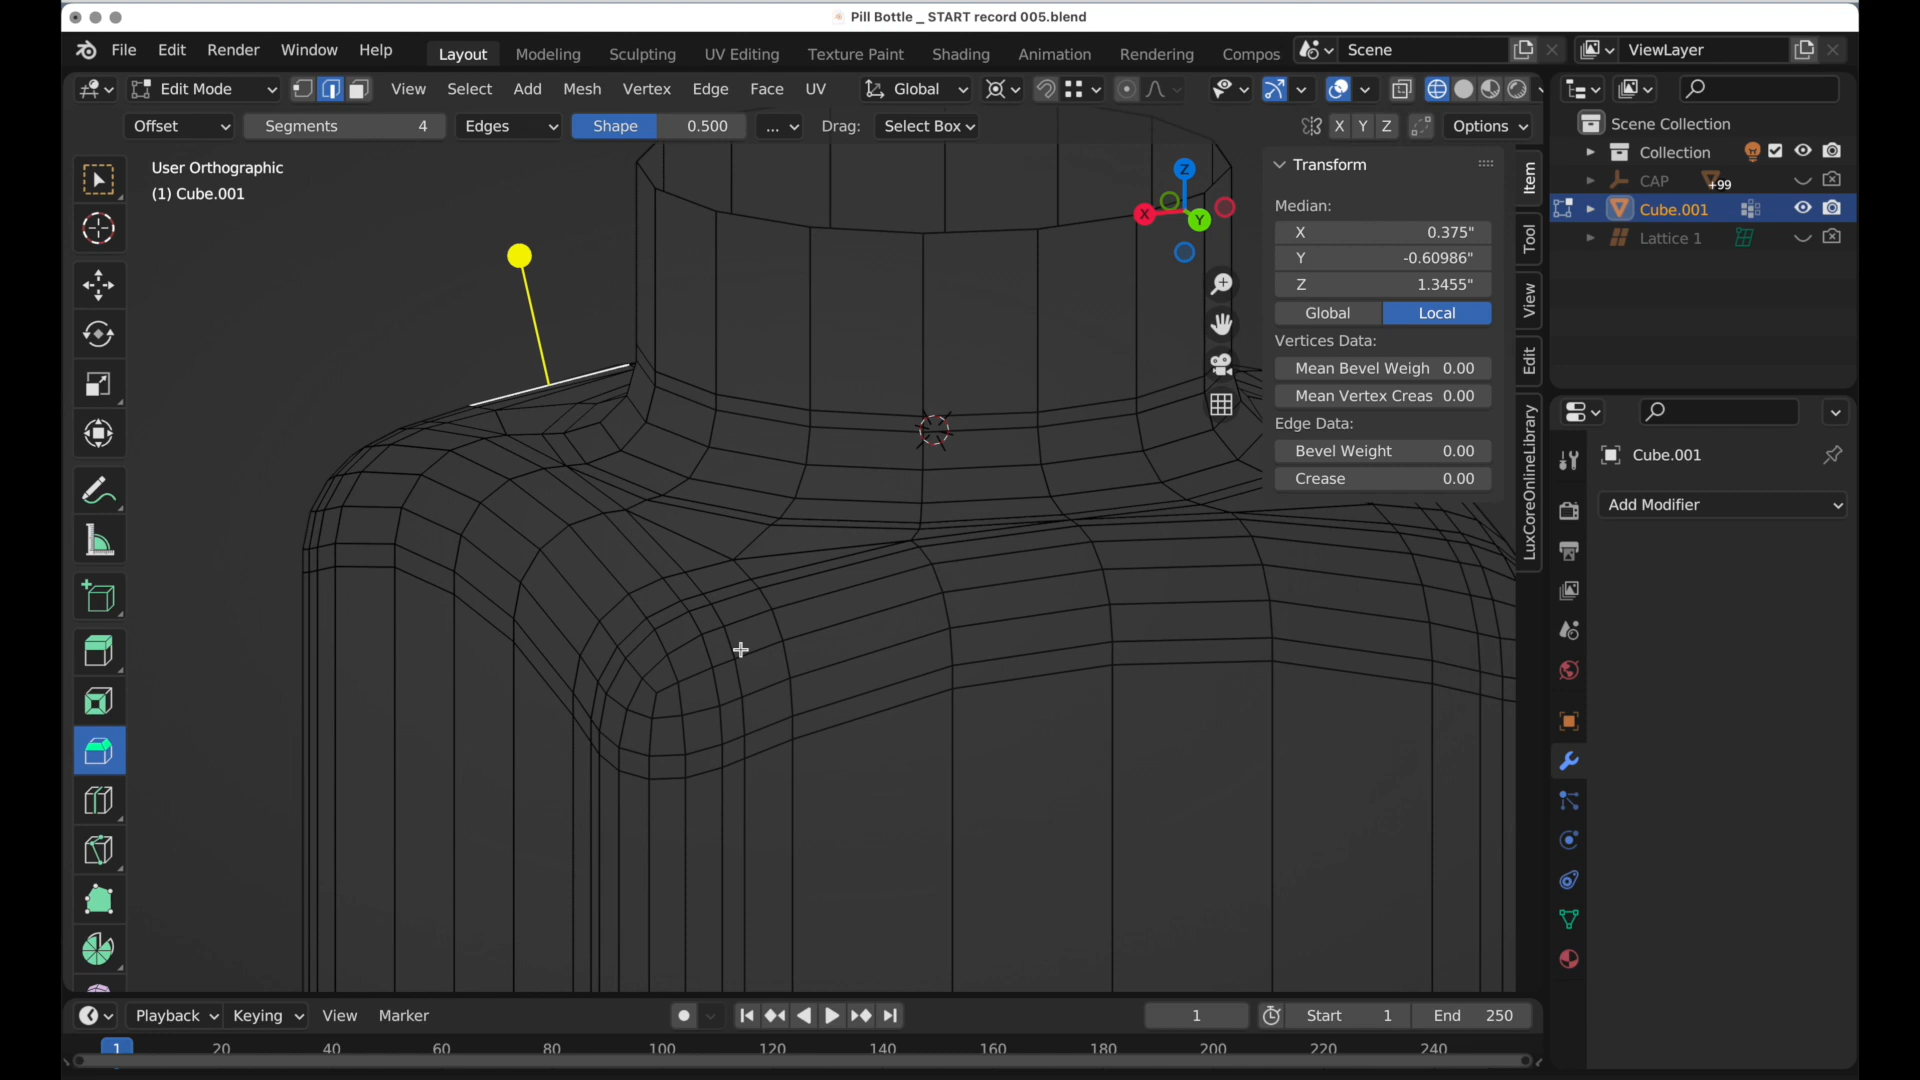 Pill Bottle _ START record 005.blend
File Edit Render Window Help Layout Modeling Sculpting UV Editing Texture Paint Shading Animation Rendering Compos Scene ViewLayer
Edit Mode View Select Add Mesh Vertex Edge Face UV Global
Offset Segments 4 Edges Shape 0.500 ... Drag: Select Box X Y Z Options
User Orthographic
(1) Cube.001
Z
X
Y
Transform
Median:
X 0.375"
Y -0.60986"
Z 1.3455"
Global Local
Vertices Data:
Mean Bevel Weigh 0.00
Mean Vertex Creas 0.00
Edge Data:
Bevel Weight 0.00
Crease 0.00
Item
Tool
View
Edit
LuxCoreOnlineLibrary
Scene Collection
Collection
CAP +99
Cube.001
Lattice 1
Cube.001
Add Modifier
Playback Keying View Marker 1 Start 1 End 250
1 20 40 60 80 100 120 140 160 180 200 220 240